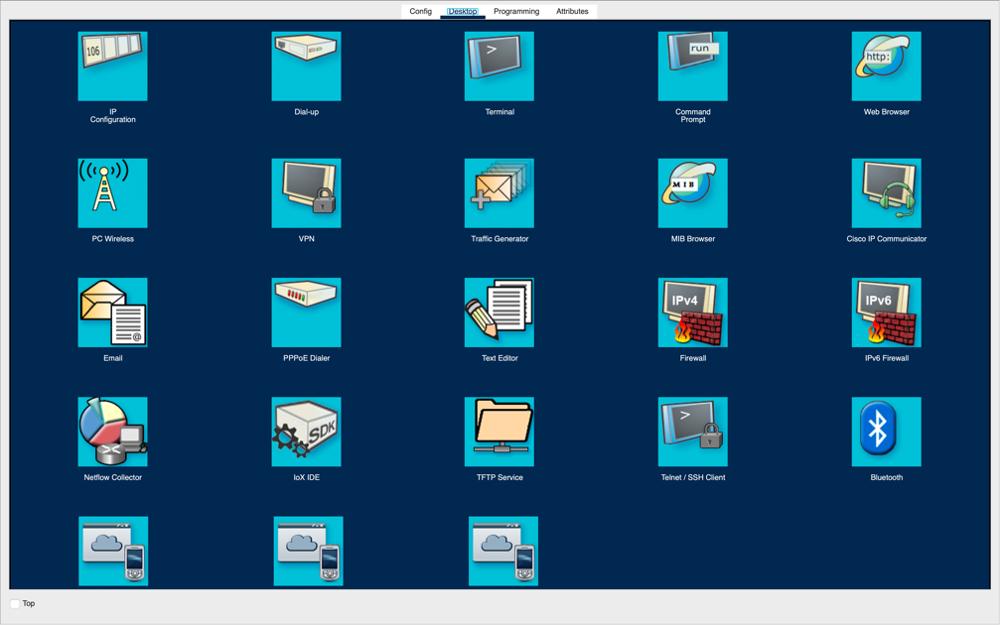 Config Desktop Programming Attributes
106
>
run
http:
IP
Configuration
Dial-up
Terminal
Command
Prompt
Web Browser
MIB
PC Wireless
VPN
Traffic Generator
MIB Browser
Cisco IP Communicator
@
IPv4
IPv6
Email
PPPoE Dialer
Text Editor
Firewall
IPv6 Firewall
SDK
>
Netflow Collector
IoX IDE
TFTP Service
Telnet / SSH Client
Bluetooth
Top